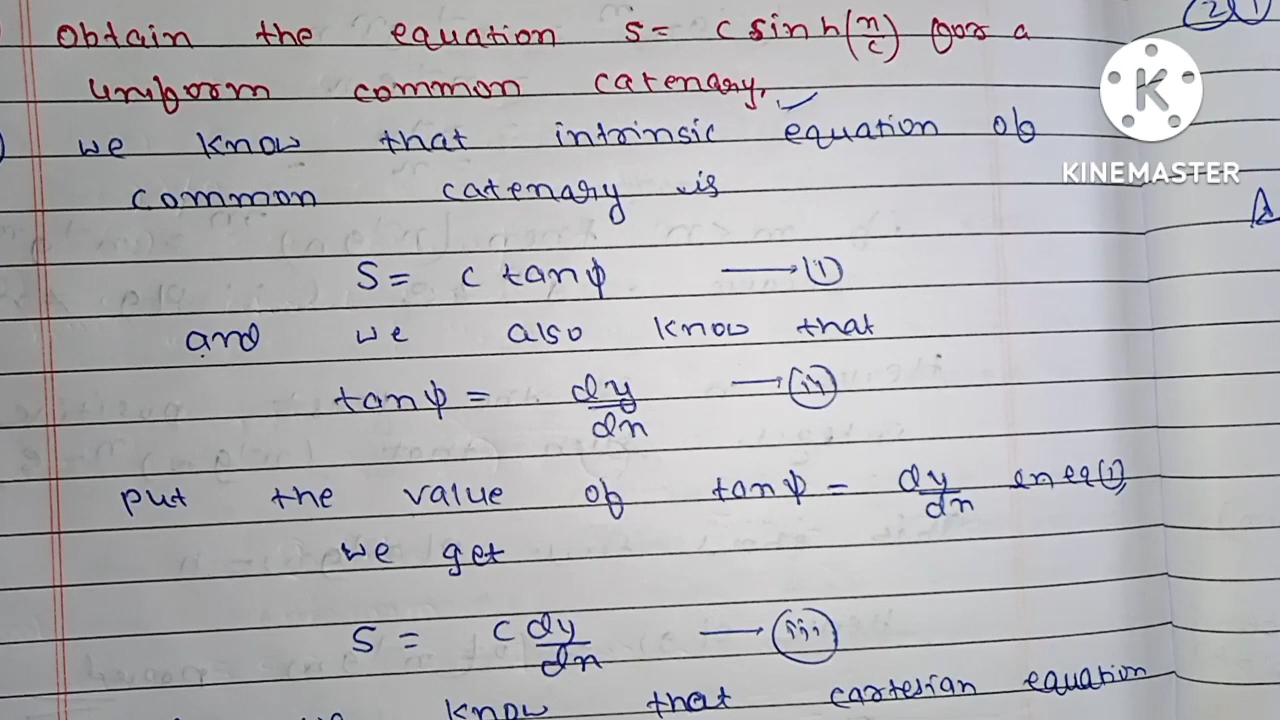 obtain the equation s = c sinh(x/c) for a
uniform common catenary.
we know that intrinsic equation of
common catenary is
KINEMASTER
S = c tanψ —(i)
and we also know that
tanψ = dy/dx —(ii)
put the value of tanψ = dy/dx in eq(i)
we get
S = c dy/dx —(iii)
know that cartesian equation